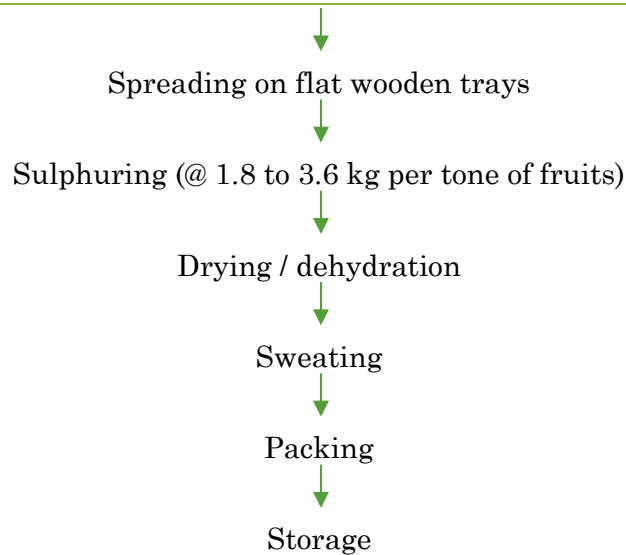 Spreading on flat wooden trays
Sulphuring (@ 1.8 to 3.6 kg per tone of fruits)
Drying / dehydration
Sweating
Packing
Storage